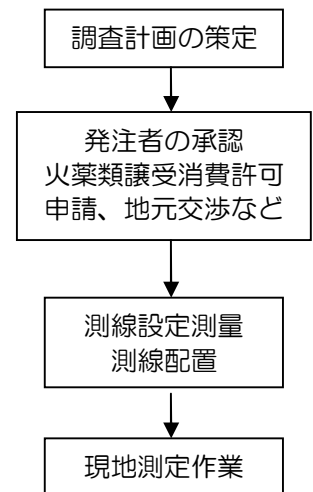 調査計画の策定
発注者の承認
火薬類譲受消費許可
申請、地元交渉など
測線設定測量
測線配置
現地測定作業